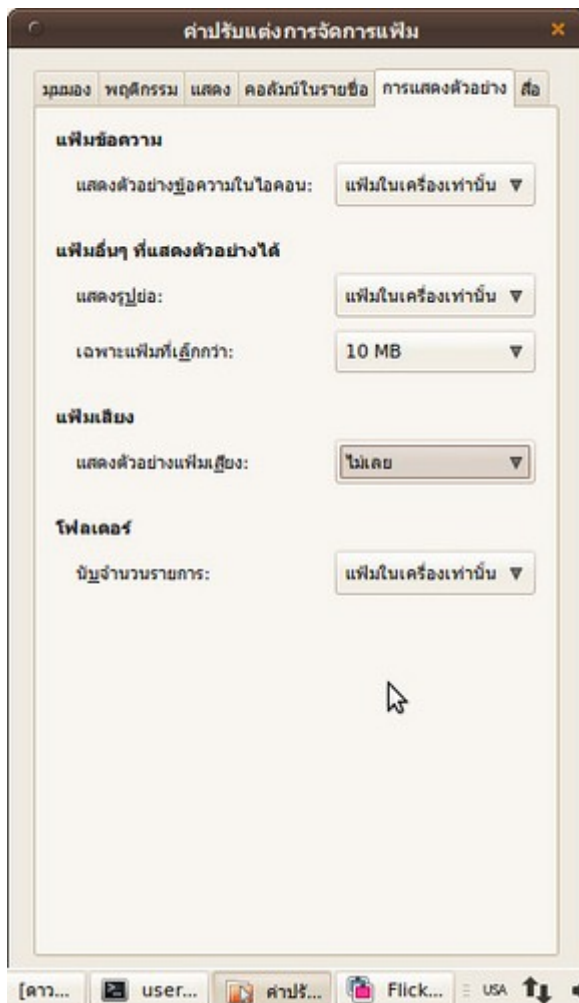 ค่าปรับแต่งการจัดการแฟ้ม
มุมมอง พฤติกรรม แสดง คอลัมน์ในรายชื่อ การแสดงตัวอย่าง สื่อ
แฟ้มข้อความ
แสดงตัวอย่างข้อความในไอคอน: แฟ้มในเครื่องเท่านั้น
แฟ้มอื่นๆ ที่แสดงตัวอย่างได้
แสดงรูปย่อ: แฟ้มในเครื่องเท่านั้น
เฉพาะแฟ้มที่เล็กกว่า: 10 MB
แฟ้มเสียง
แสดงตัวอย่างแฟ้มเสียง: ไม่เลย
โฟลเดอร์
นับจำนวนรายการ: แฟ้มในเครื่องเท่านั้น
[ดาว... user... ค่าปรั... Flick... USA